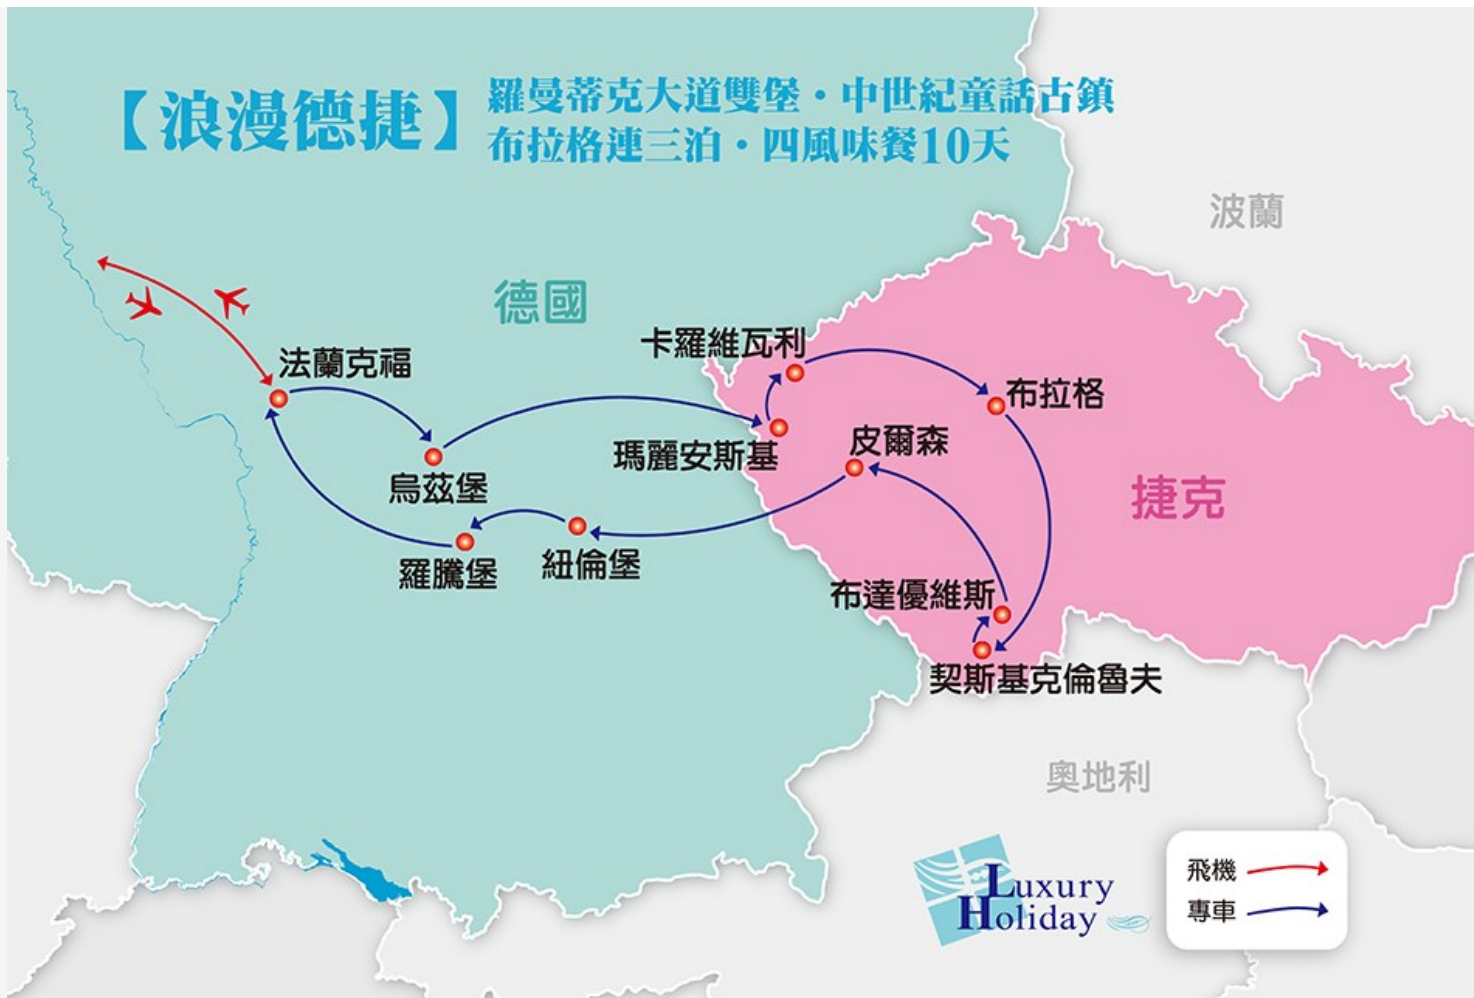 【浪漫德捷】
羅曼蒂克大道雙堡・中世紀童話古鎮
布拉格連三泊・四風味餐10天
波蘭
德國
卡羅維瓦利
法蘭克福
布拉格
皮爾森
瑪麗安斯基
烏茲堡
捷克
紐倫堡
羅騰堡
布達優維斯
契斯基克倫魯夫
奧地利
Luxury
Holiday
飛機
專車